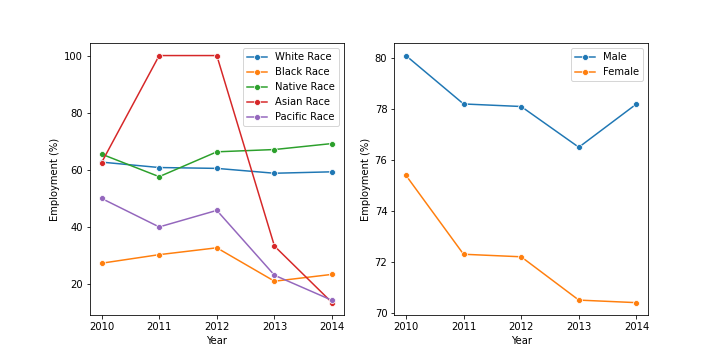 100
80
60
40
20
Employment (%)
2010 2011 2012 2013 2014
Year
White Race
Black Race
Native Race
Asian Race
Pacific Race
80
78
76
74
72
70
Employment (%)
2010 2011 2012 2013 2014
Year
Male
Female